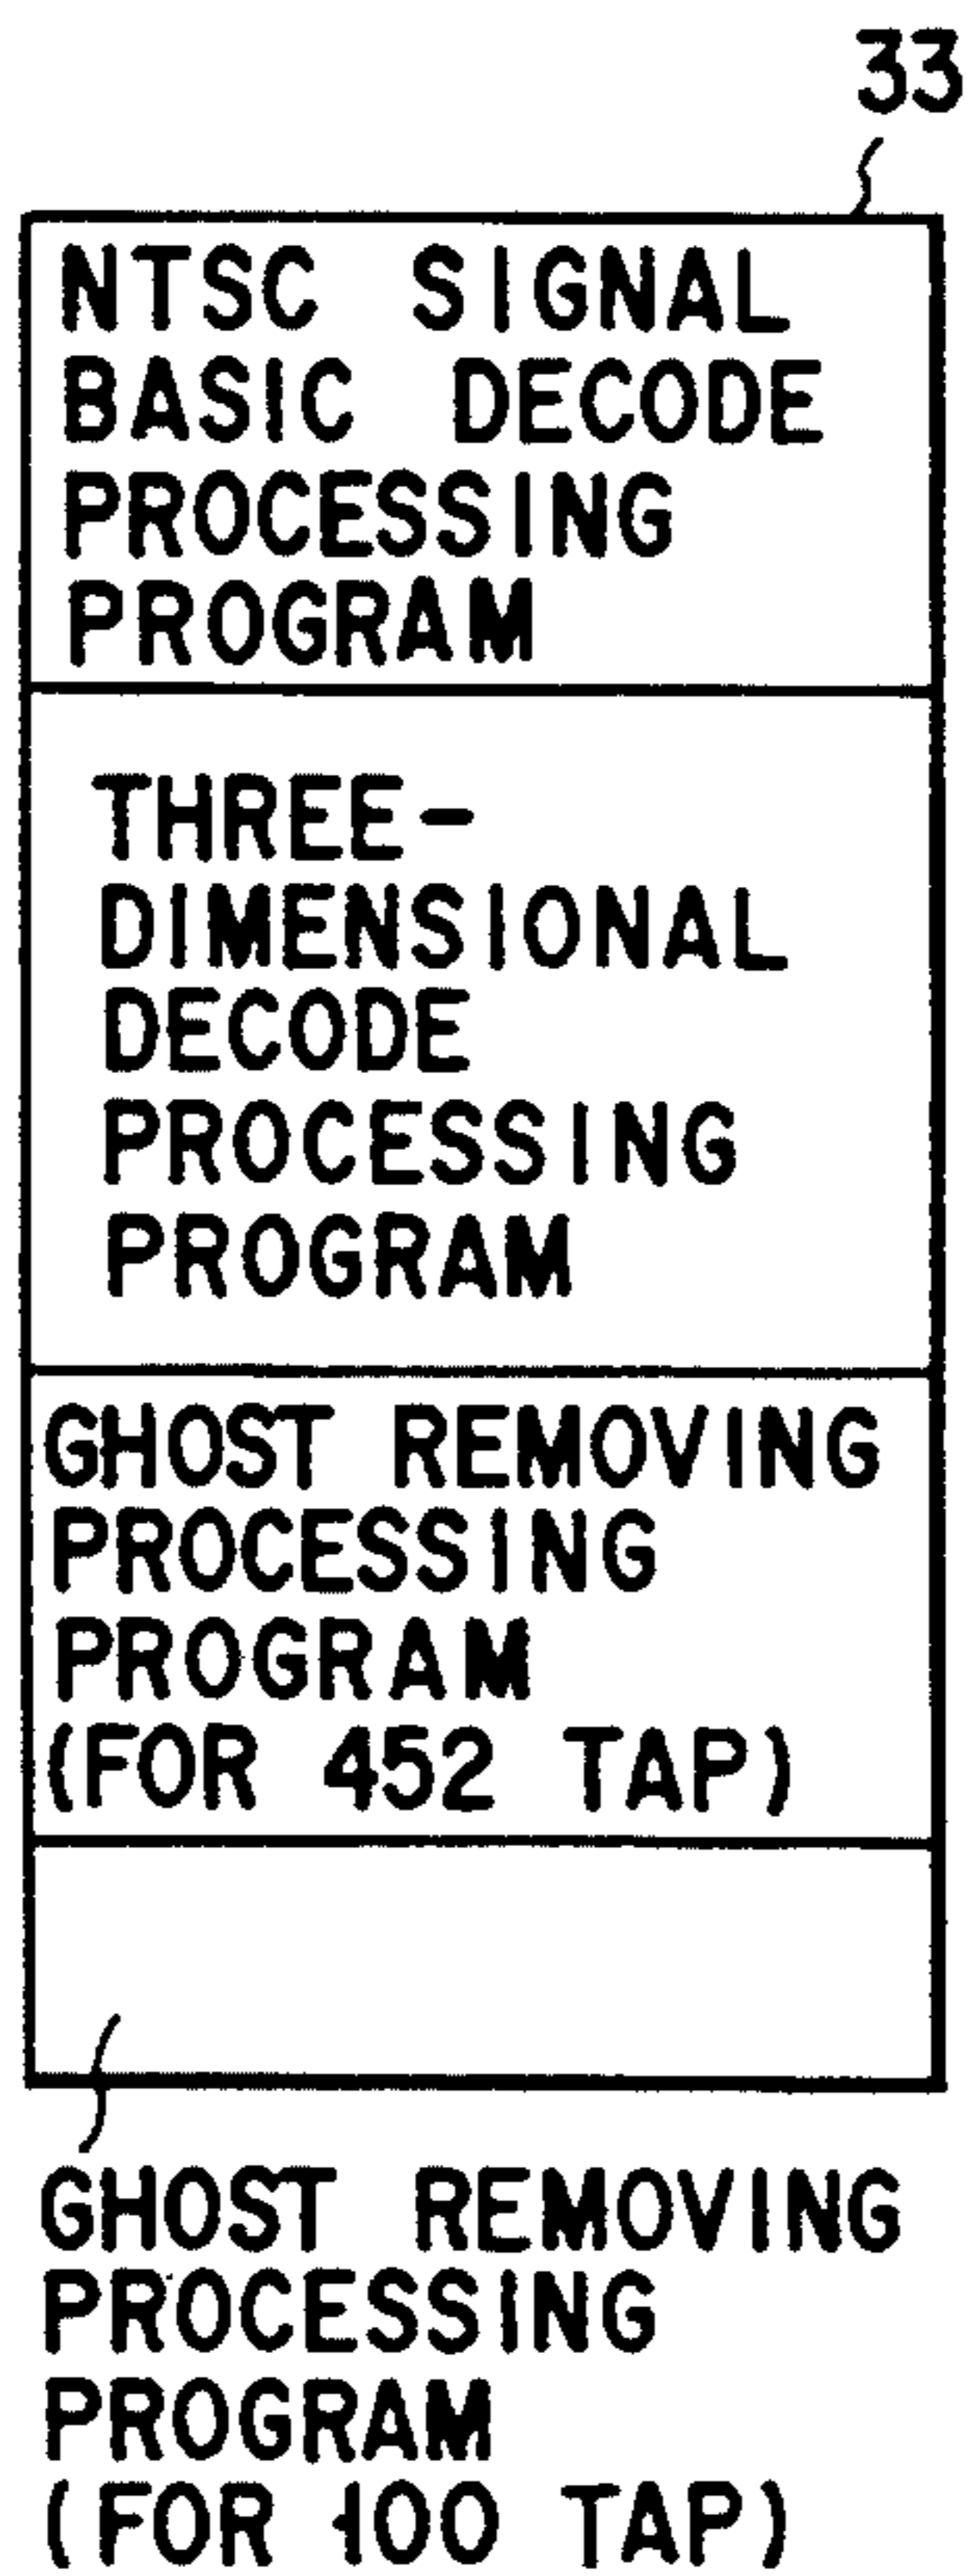 33
NTSC SIGNAL
BASIC DECODE
PROCESSING
PROGRAM
THREE-
DIMENSIONAL
DECODE
PROCESSING
PROGRAM
GHOST REMOVING
PROCESSING
PROGRAM
(FOR 452 TAP)
GHOST REMOVING
PROCESSING
PROGRAM
(FOR 100 TAP)